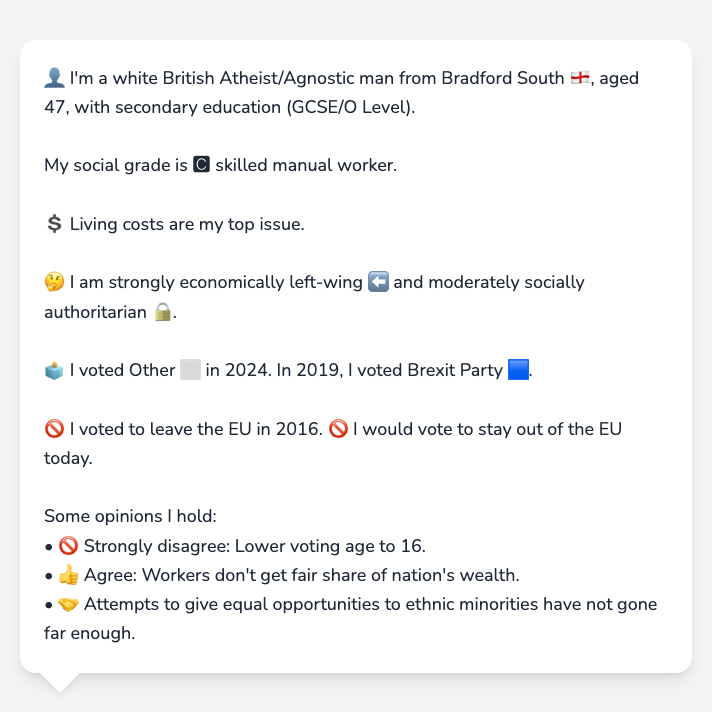 👤 I'm a white British Atheist/Agnostic man from Bradford South 🏴󠁧󠁢󠁥󠁮󠁧󠁿, aged
47, with secondary education (GCSE/O Level).
My social grade is 🅲 skilled manual worker.
💲 Living costs are my top issue.
🤔 I am strongly economically left-wing ⬅️ and moderately socially
authoritarian 🔒.
🗳️ I voted Other ⬜ in 2024. In 2019, I voted Brexit Party 🟦.
🚫 I voted to leave the EU in 2016. 🚫 I would vote to stay out of the EU
today.
Some opinions I hold:
• 🚫 Strongly disagree: Lower voting age to 16.
• 👍 Agree: Workers don't get fair share of nation's wealth.
• 🤝 Attempts to give equal opportunities to ethnic minorities have not gone
far enough.